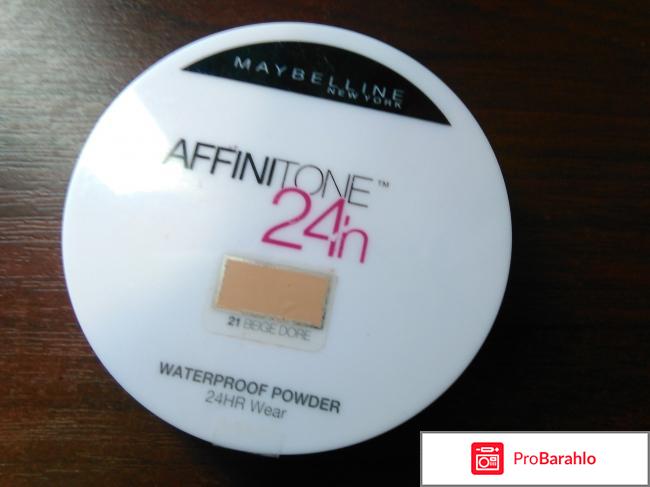 MAYBELLINE
NEW YORK
AFFINITONE™
24h
21 BEIGE DORE
WATERPROOF POWDER
24HR Wear
ProBarahlo